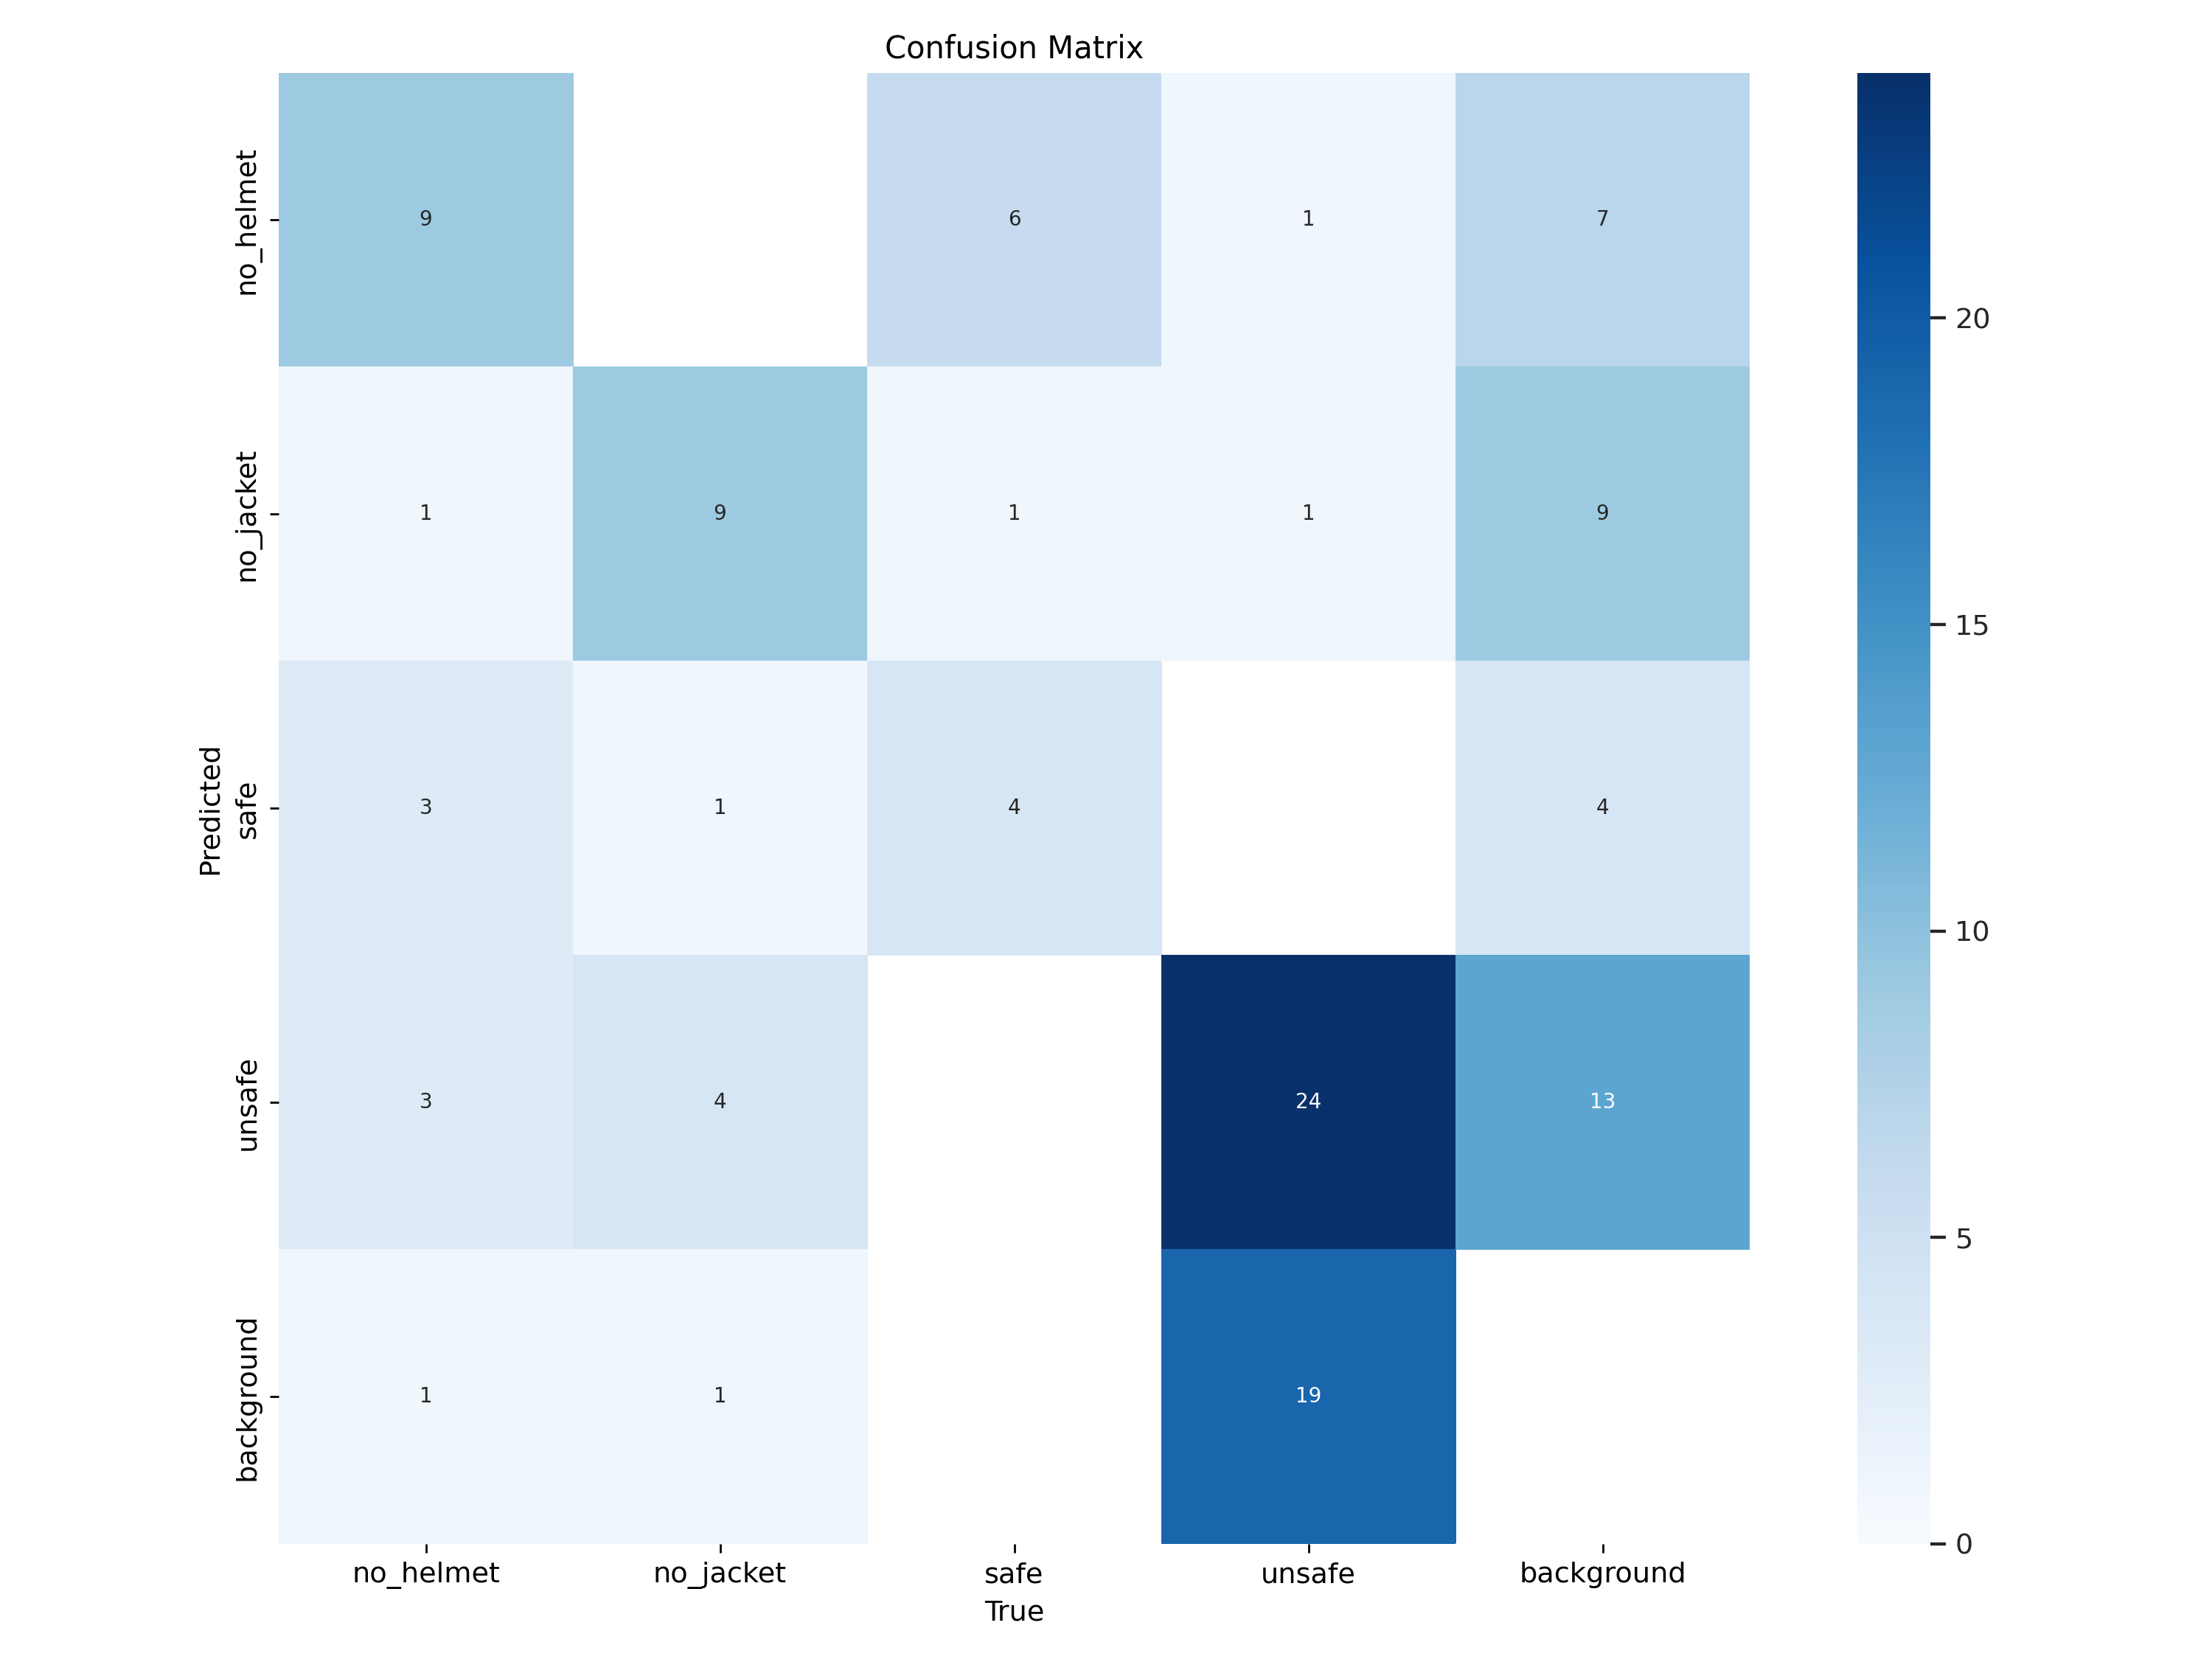 Confusion Matrix
no_helmet
9
6
1
7
no_jacket
1
9
1
1
9
safe
3
1
4
4
unsafe
3
4
24
13
background
1
1
19
Predicted
no_helmet
no_jacket
safe
unsafe
background
True
20
15
10
5
0